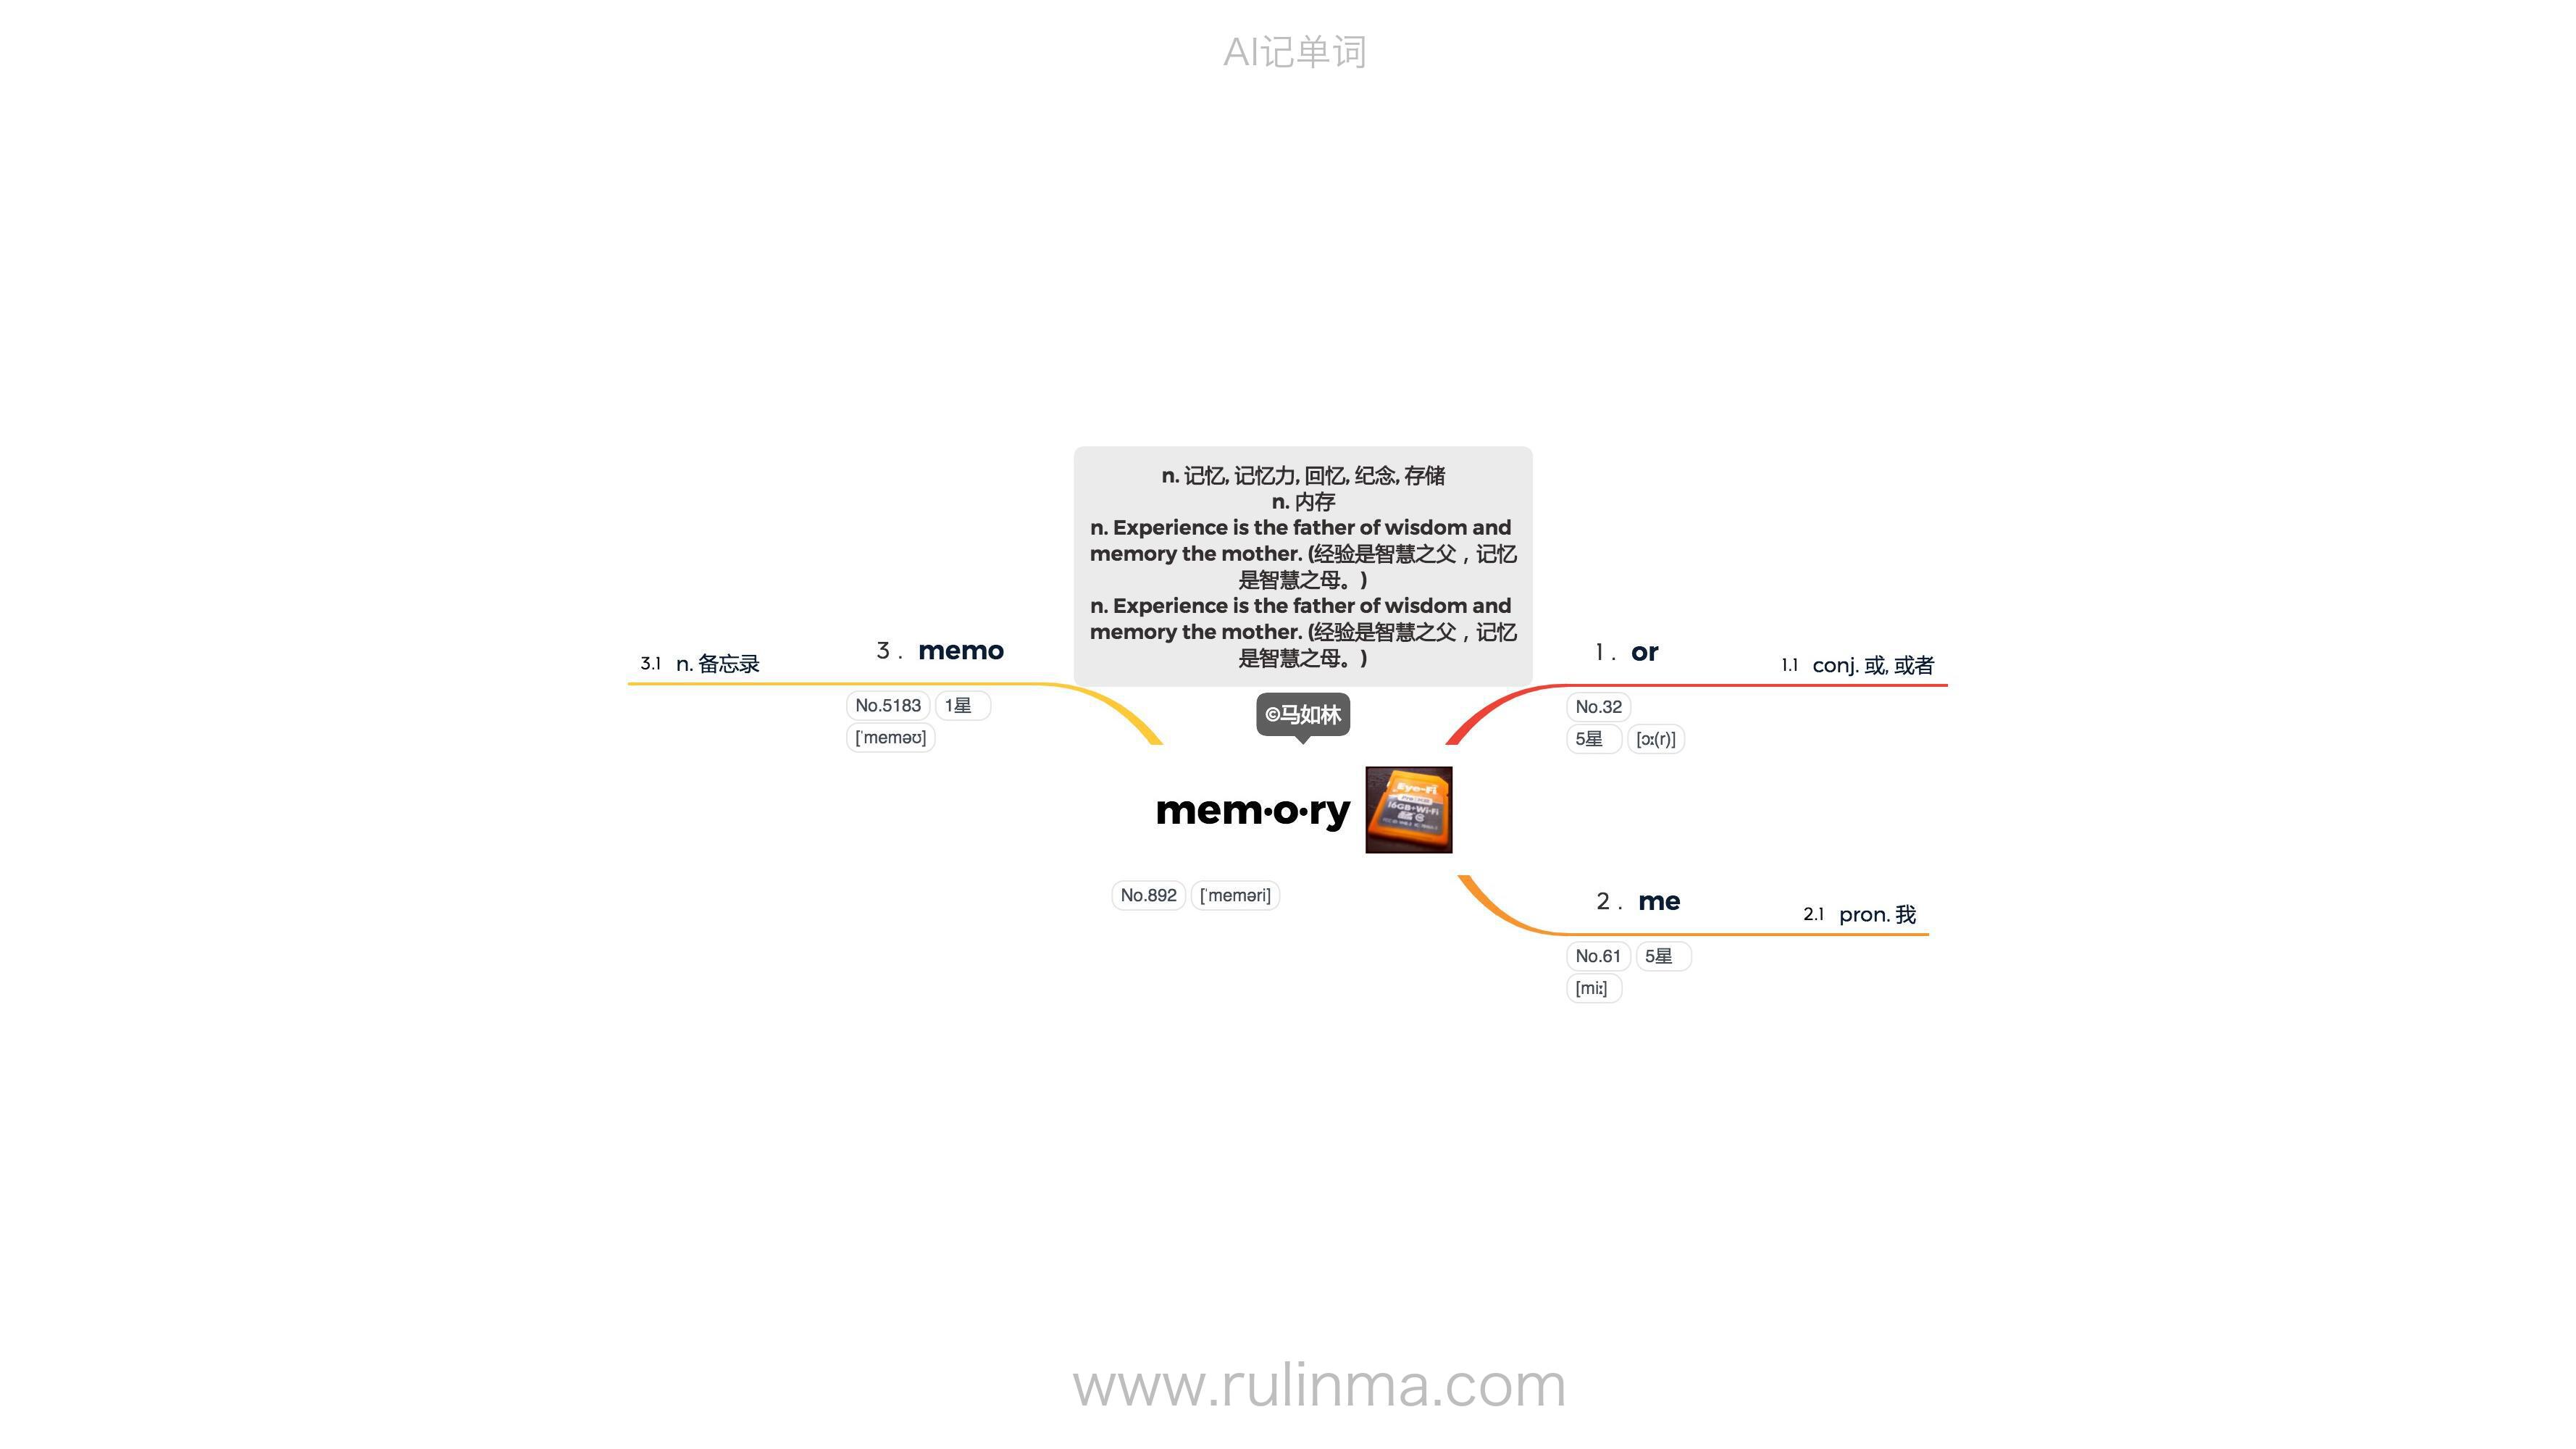 AI记单词
n. 记忆, 记忆力, 回忆, 纪念, 存储
n. 内存
n. Experience is the father of wisdom and
memory the mother. (经验是智慧之父，记忆
是智慧之母。)
n. Experience is the father of wisdom and
memory the mother. (经验是智慧之父，记忆
是智慧之母。)
©马如林
mem·o·ry
Eye-Fi
16GB+Wi-Fi
No.892 [ˈmeməri]
1. or
1.1 conj. 或, 或者
No.32
5星 [ɔː(r)]
2. me
2.1 pron. 我
No.61 5星
[miː]
3. memo
3.1 n. 备忘录
No.5183 1星
[ˈmeməʊ]
www.rulinma.com